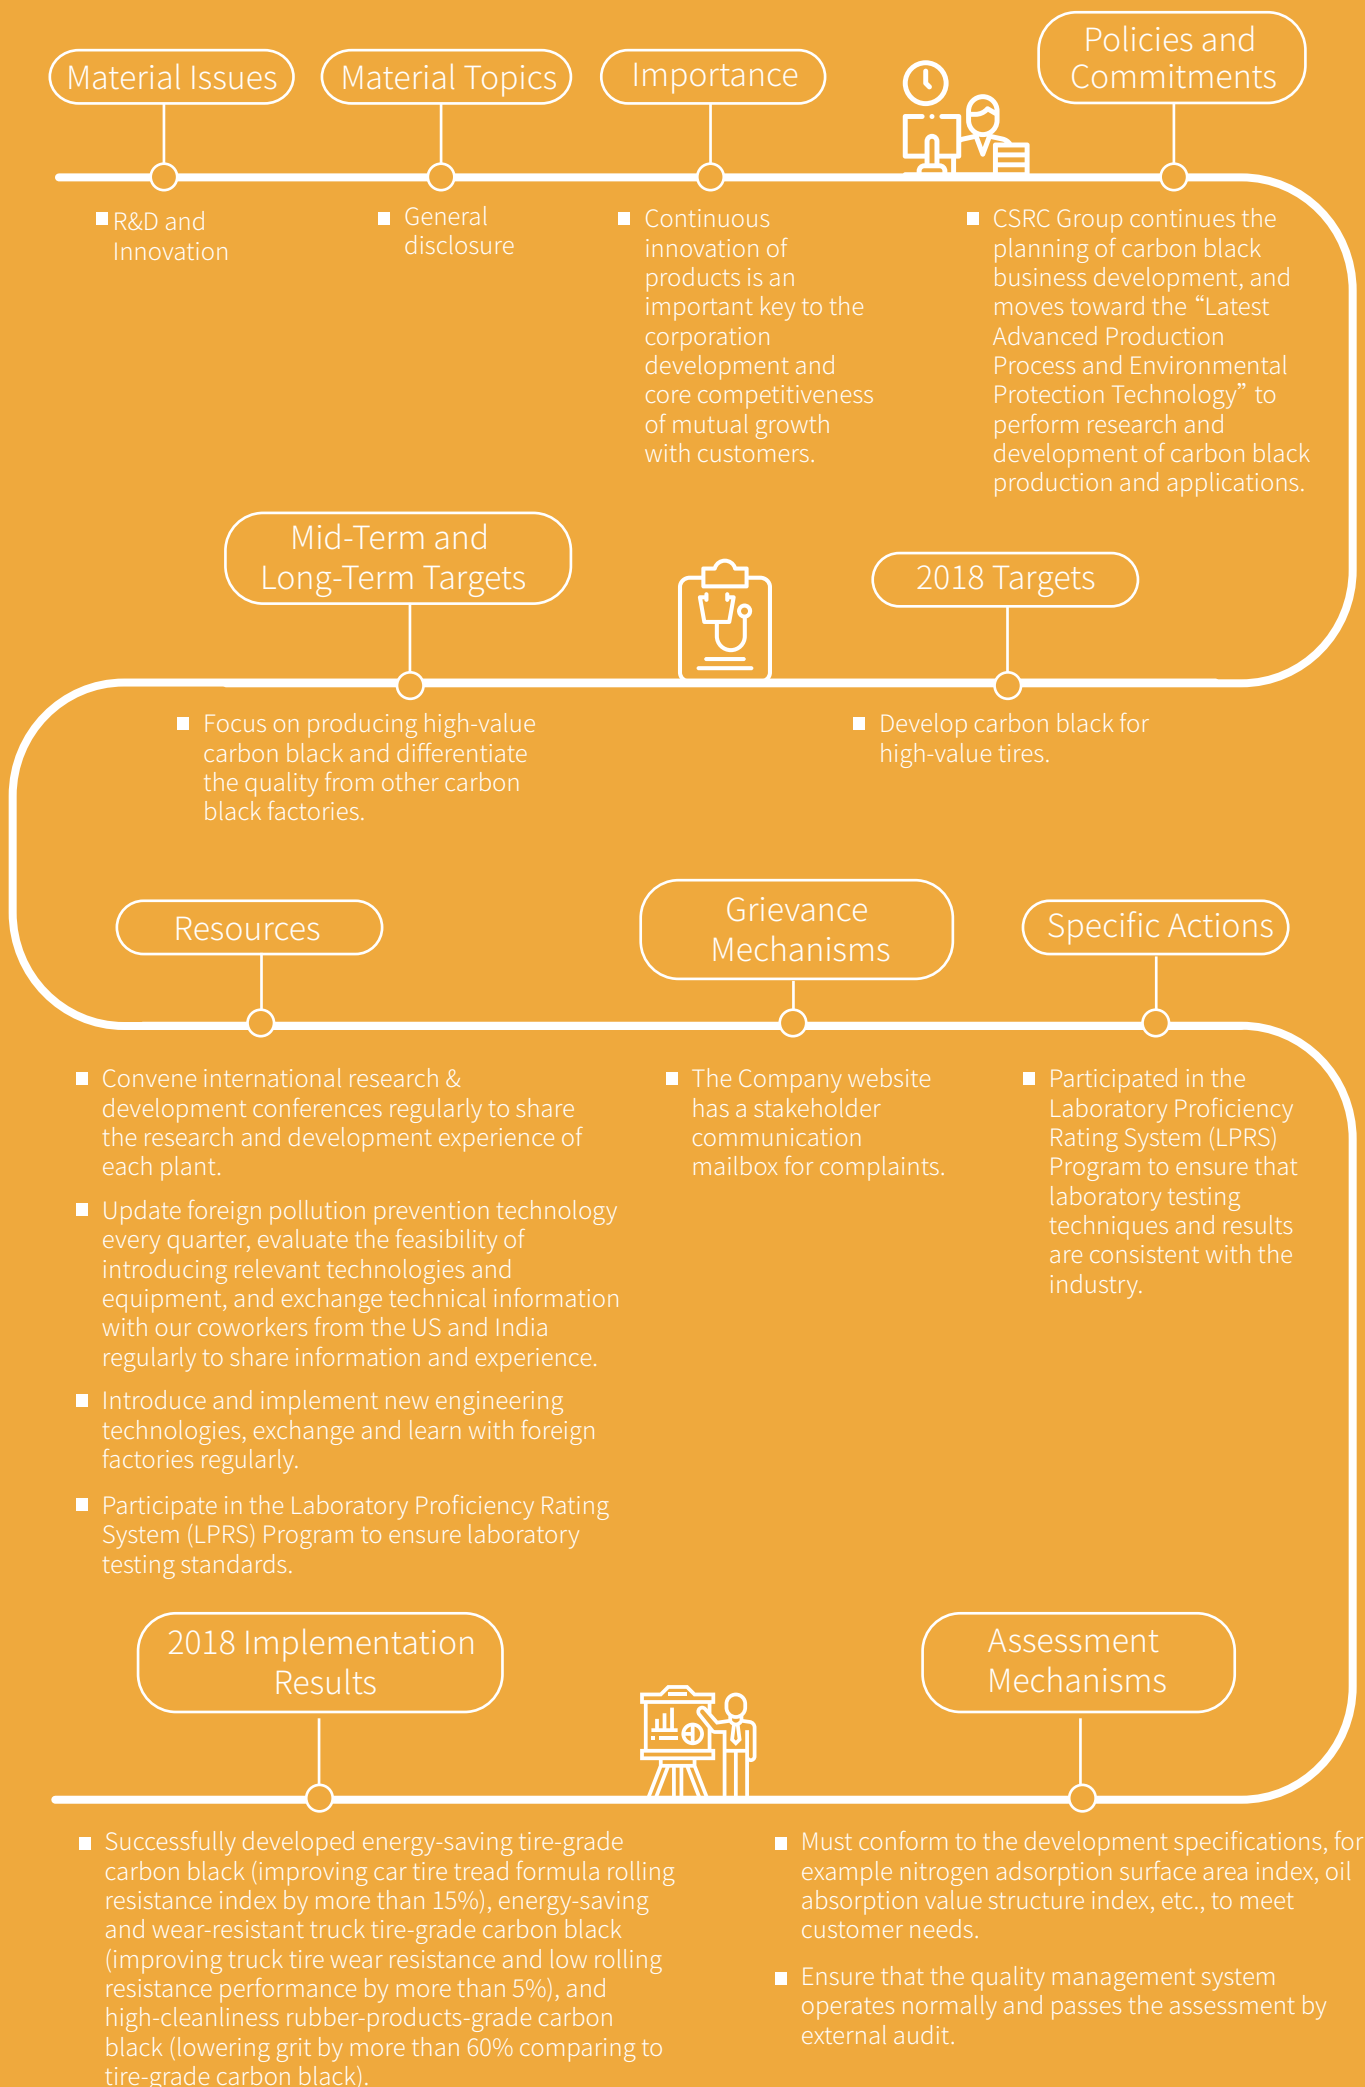 Material Issues
R&D and
Innovation
Material Topics
General
disclosure
Importance
Continuous
innovation of
products is an
important key to the
corporation
development and
core competitiveness
of mutual growth
with customers.
Policies and
Commitments
CSRC Group continues the
planning of carbon black
business development, and
moves toward the “Latest
Advanced Production
Process and Environmental
Protection Technology” to
perform research and
development of carbon black
production and applications.
2018 Targets
Develop carbon black for
high-value tires.
Mid-Term and
Long-Term Targets
Focus on producing high-value
carbon black and differentiate
the quality from other carbon
black factories.
Resources
Convene international research &
development conferences regularly to share
the research and development experience of
each plant.
Update foreign pollution prevention technology
every quarter, evaluate the feasibility of
introducing relevant technologies and
equipment, and exchange technical information
with our coworkers from the US and India
regularly to share information and experience.
Introduce and implement new engineering
technologies, exchange and learn with foreign
factories regularly.
Participate in the Laboratory Proficiency Rating
System (LPRS) Program to ensure laboratory
testing standards.
Grievance
Mechanisms
The Company website
has a stakeholder
communication
mailbox for complaints.
Specific Actions
Participated in the
Laboratory Proficiency
Rating System (LPRS)
Program to ensure that
laboratory testing
techniques and results
are consistent with the
industry.
Assessment
Mechanisms
Must conform to the development specifications, for
example nitrogen adsorption surface area index, oil
absorption value structure index, etc., to meet
customer needs.
Ensure that the quality management system
operates normally and passes the assessment by
external audit.
2018 Implementation
Results
Successfully developed energy-saving tire-grade
carbon black (improving car tire tread formula rolling
resistance index by more than 15%), energy-saving
and wear-resistant truck tire-grade carbon black
(improving truck tire wear resistance and low rolling
resistance performance by more than 5%), and
high-cleanliness rubber-products-grade carbon
black (lowering grit by more than 60% comparing to
tire-grade carbon black).